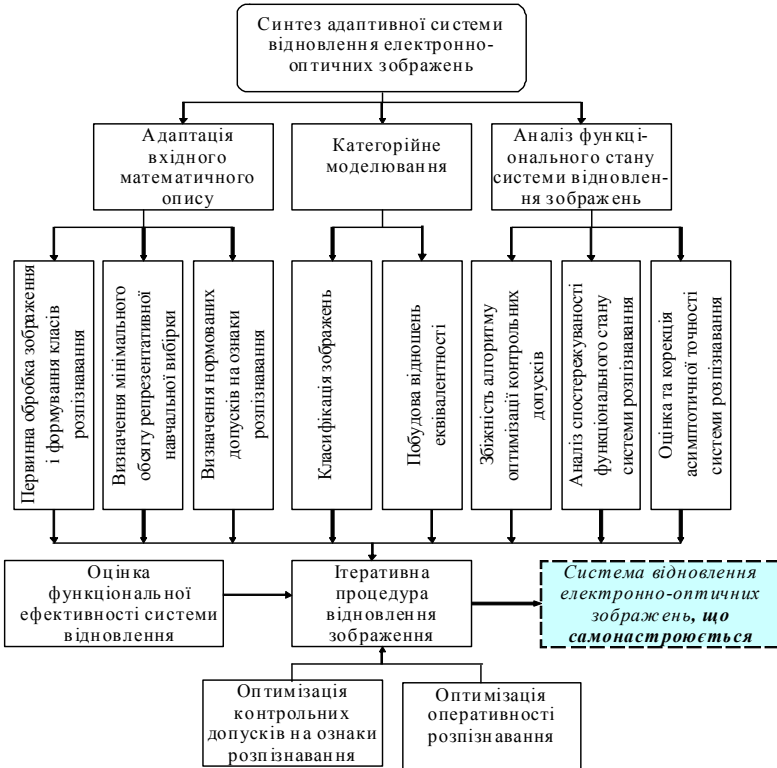 Синтез адаптивної системи
відновлення електронно-
оптичних зображень
Адаптація
вхідного
математичного
опису
Категорійне
моделювання
Аналіз функці-
онального стану
системи відновлен-
ня зображень
Первинна обробка зображення
і формування класів
розпізнавання
Визначення мінімального
обсягу репрезентативної
навчальної вибірки
Визначення нормованих
допусків на ознаки
розпізнавання
Класифікація зображень
Побудова відношень
еквівалентності
Збіжність алгоритму
оптимізації контрольних
допусків
Аналіз спостережуваності
функціонального стану
системи розпізнавання
Оцінка та корекція
асимптотичної точності
системи розпізнавання
Оцінка
функціональної
ефективності системи
відновлення
Ітеративна
процедура
відновлення
зображення
Система відновлення
електронно-оптичних
зображень, що
самонастроюється
Оптимізація
контрольних
допусків на ознаки
розпізнавання
Оптимізація
оперативності
розпізнавання